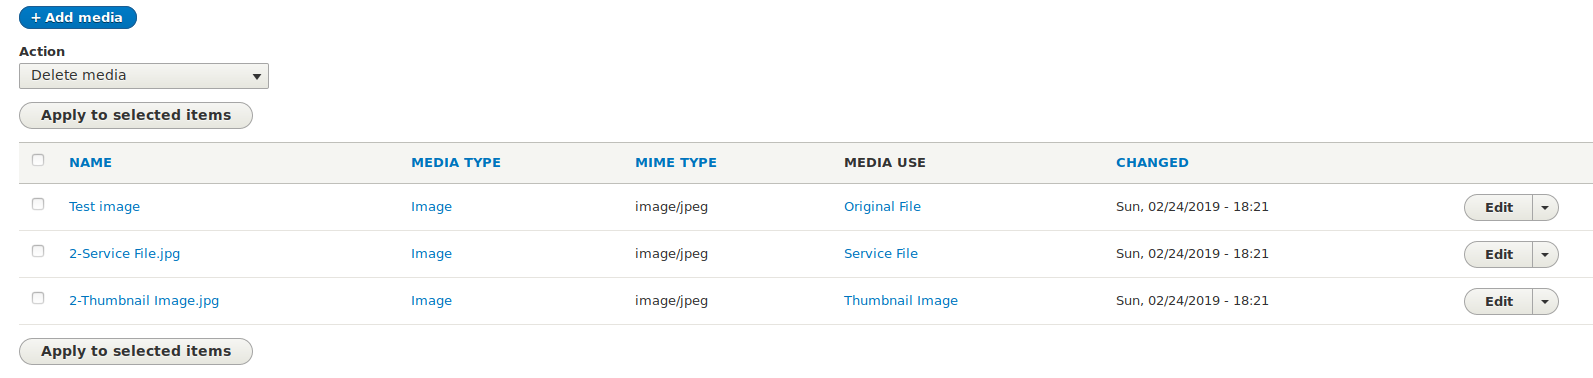 + Add media
Action
Delete media
Apply to selected items
NAME MEDIA TYPE MIME TYPE MEDIA USE CHANGED
Test image Image image/jpeg Original File Sun, 02/24/2019 - 18:21 Edit
2-Service File.jpg Image image/jpeg Service File Sun, 02/24/2019 - 18:21 Edit
2-Thumbnail Image.jpg Image image/jpeg Thumbnail Image Sun, 02/24/2019 - 18:21 Edit
Apply to selected items